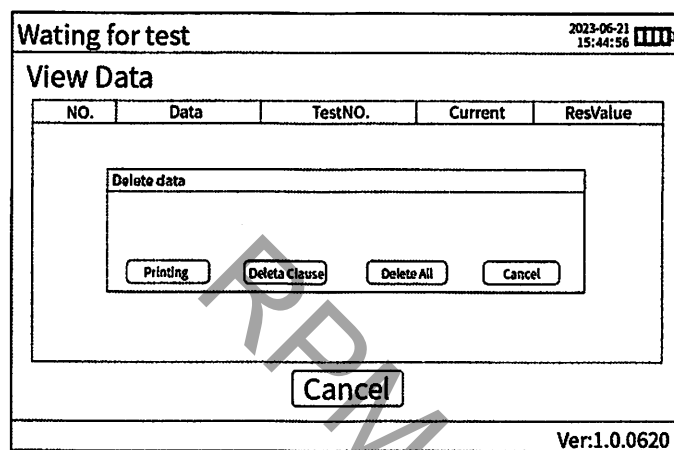 Wating for test
2023-06-21
15:44:56
View Data
NO. Data TestNO. Current ResValue
Delete data
Printing Deleta Clause Delete All Cancel
Cancel
RPM
Ver:1.0.0620